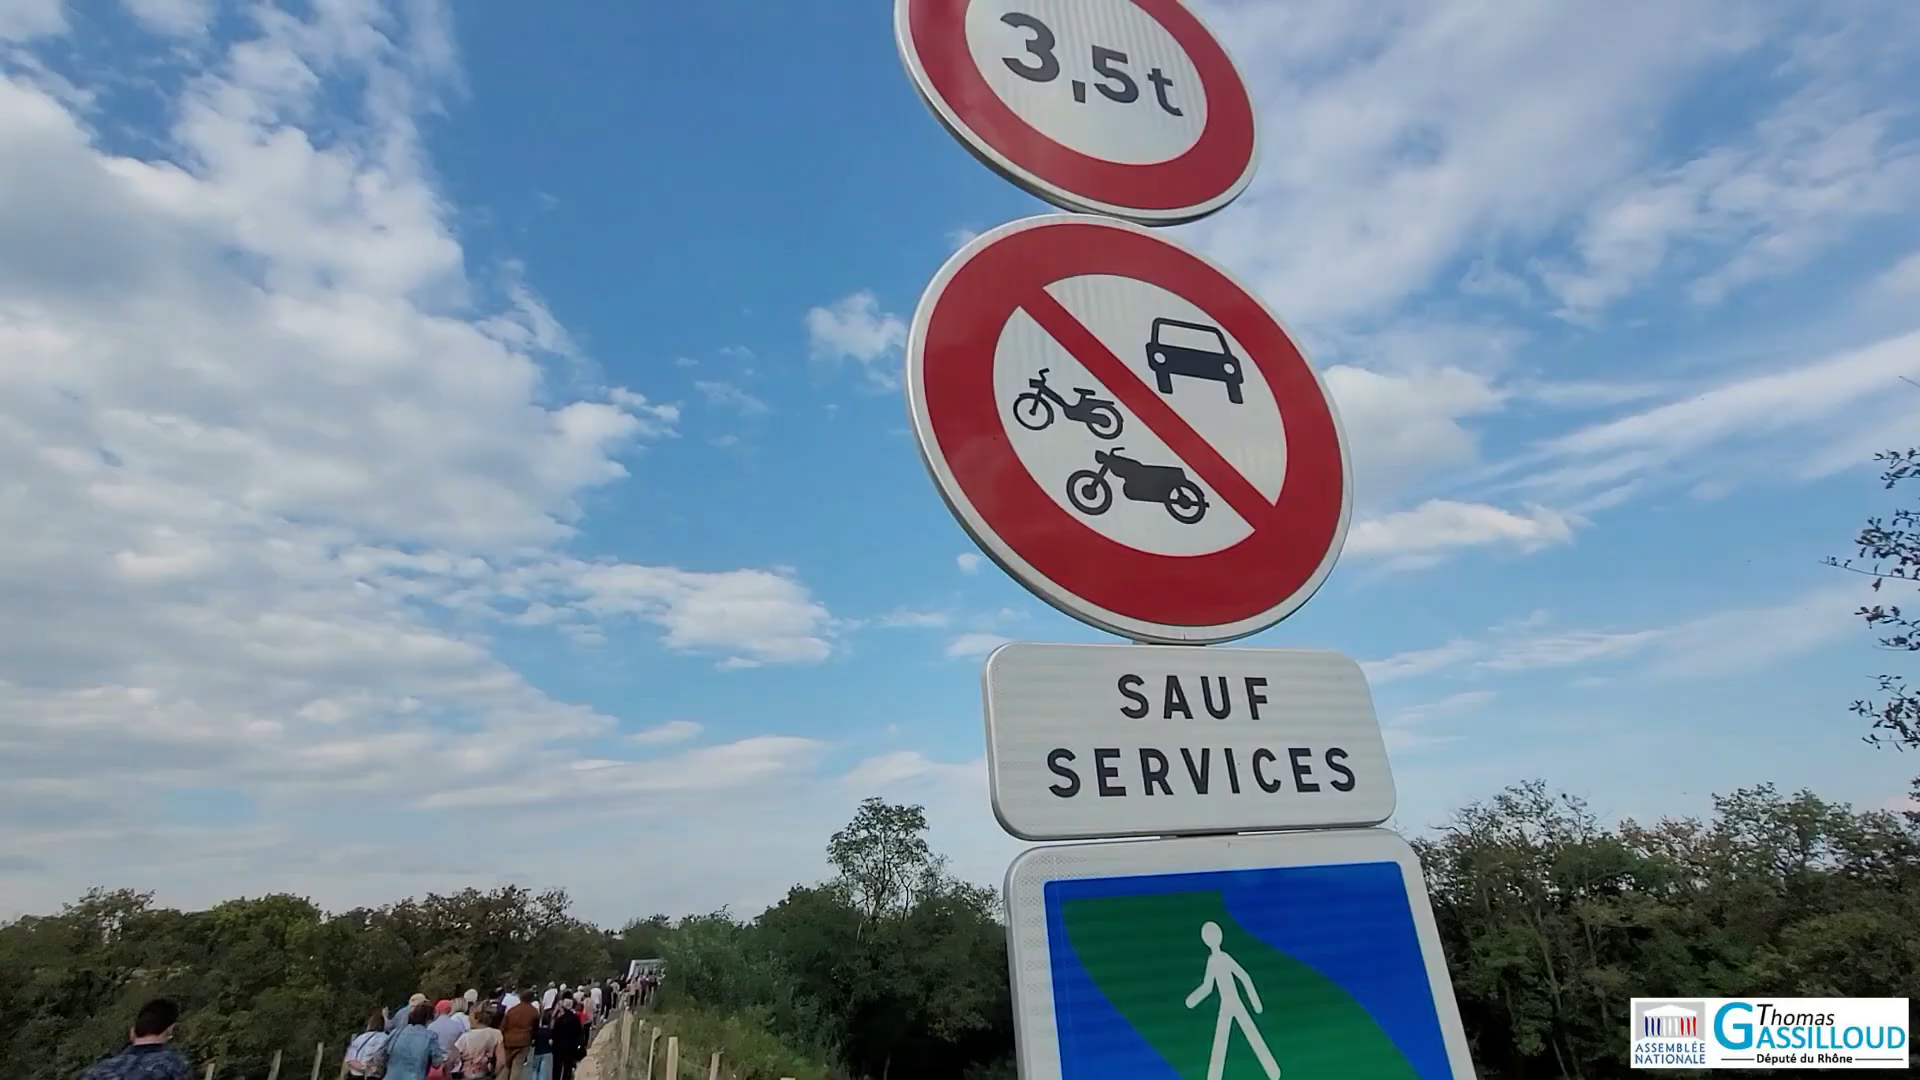 3,5t
SAUF
SERVICES
ASSEMBLÉE
NATIONALE
Thomas
GASSILLOUD
Député du Rhône